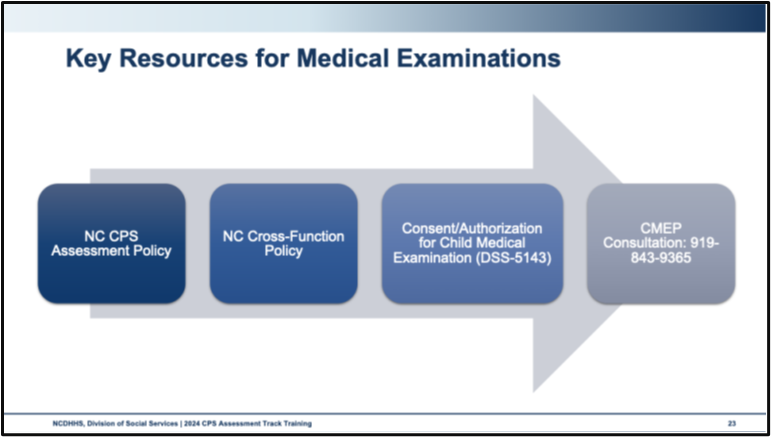 Key Resources for Medical Examinations
NC CPS
Assessment Policy
NC Cross-Function
Policy
Consent/Authorization
for Child Medical
Examination (DSS-5143)
CMEP
Consultation: 919-
843-9365
NCDHHS, Division of Social Services | 2024 CPS Assessment Track Training
23